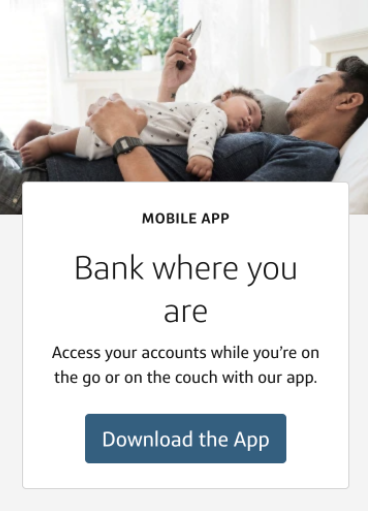 MOBILE APP
Bank where you
are
Access your accounts while you're on
the go or on the couch with our app.
Download the App